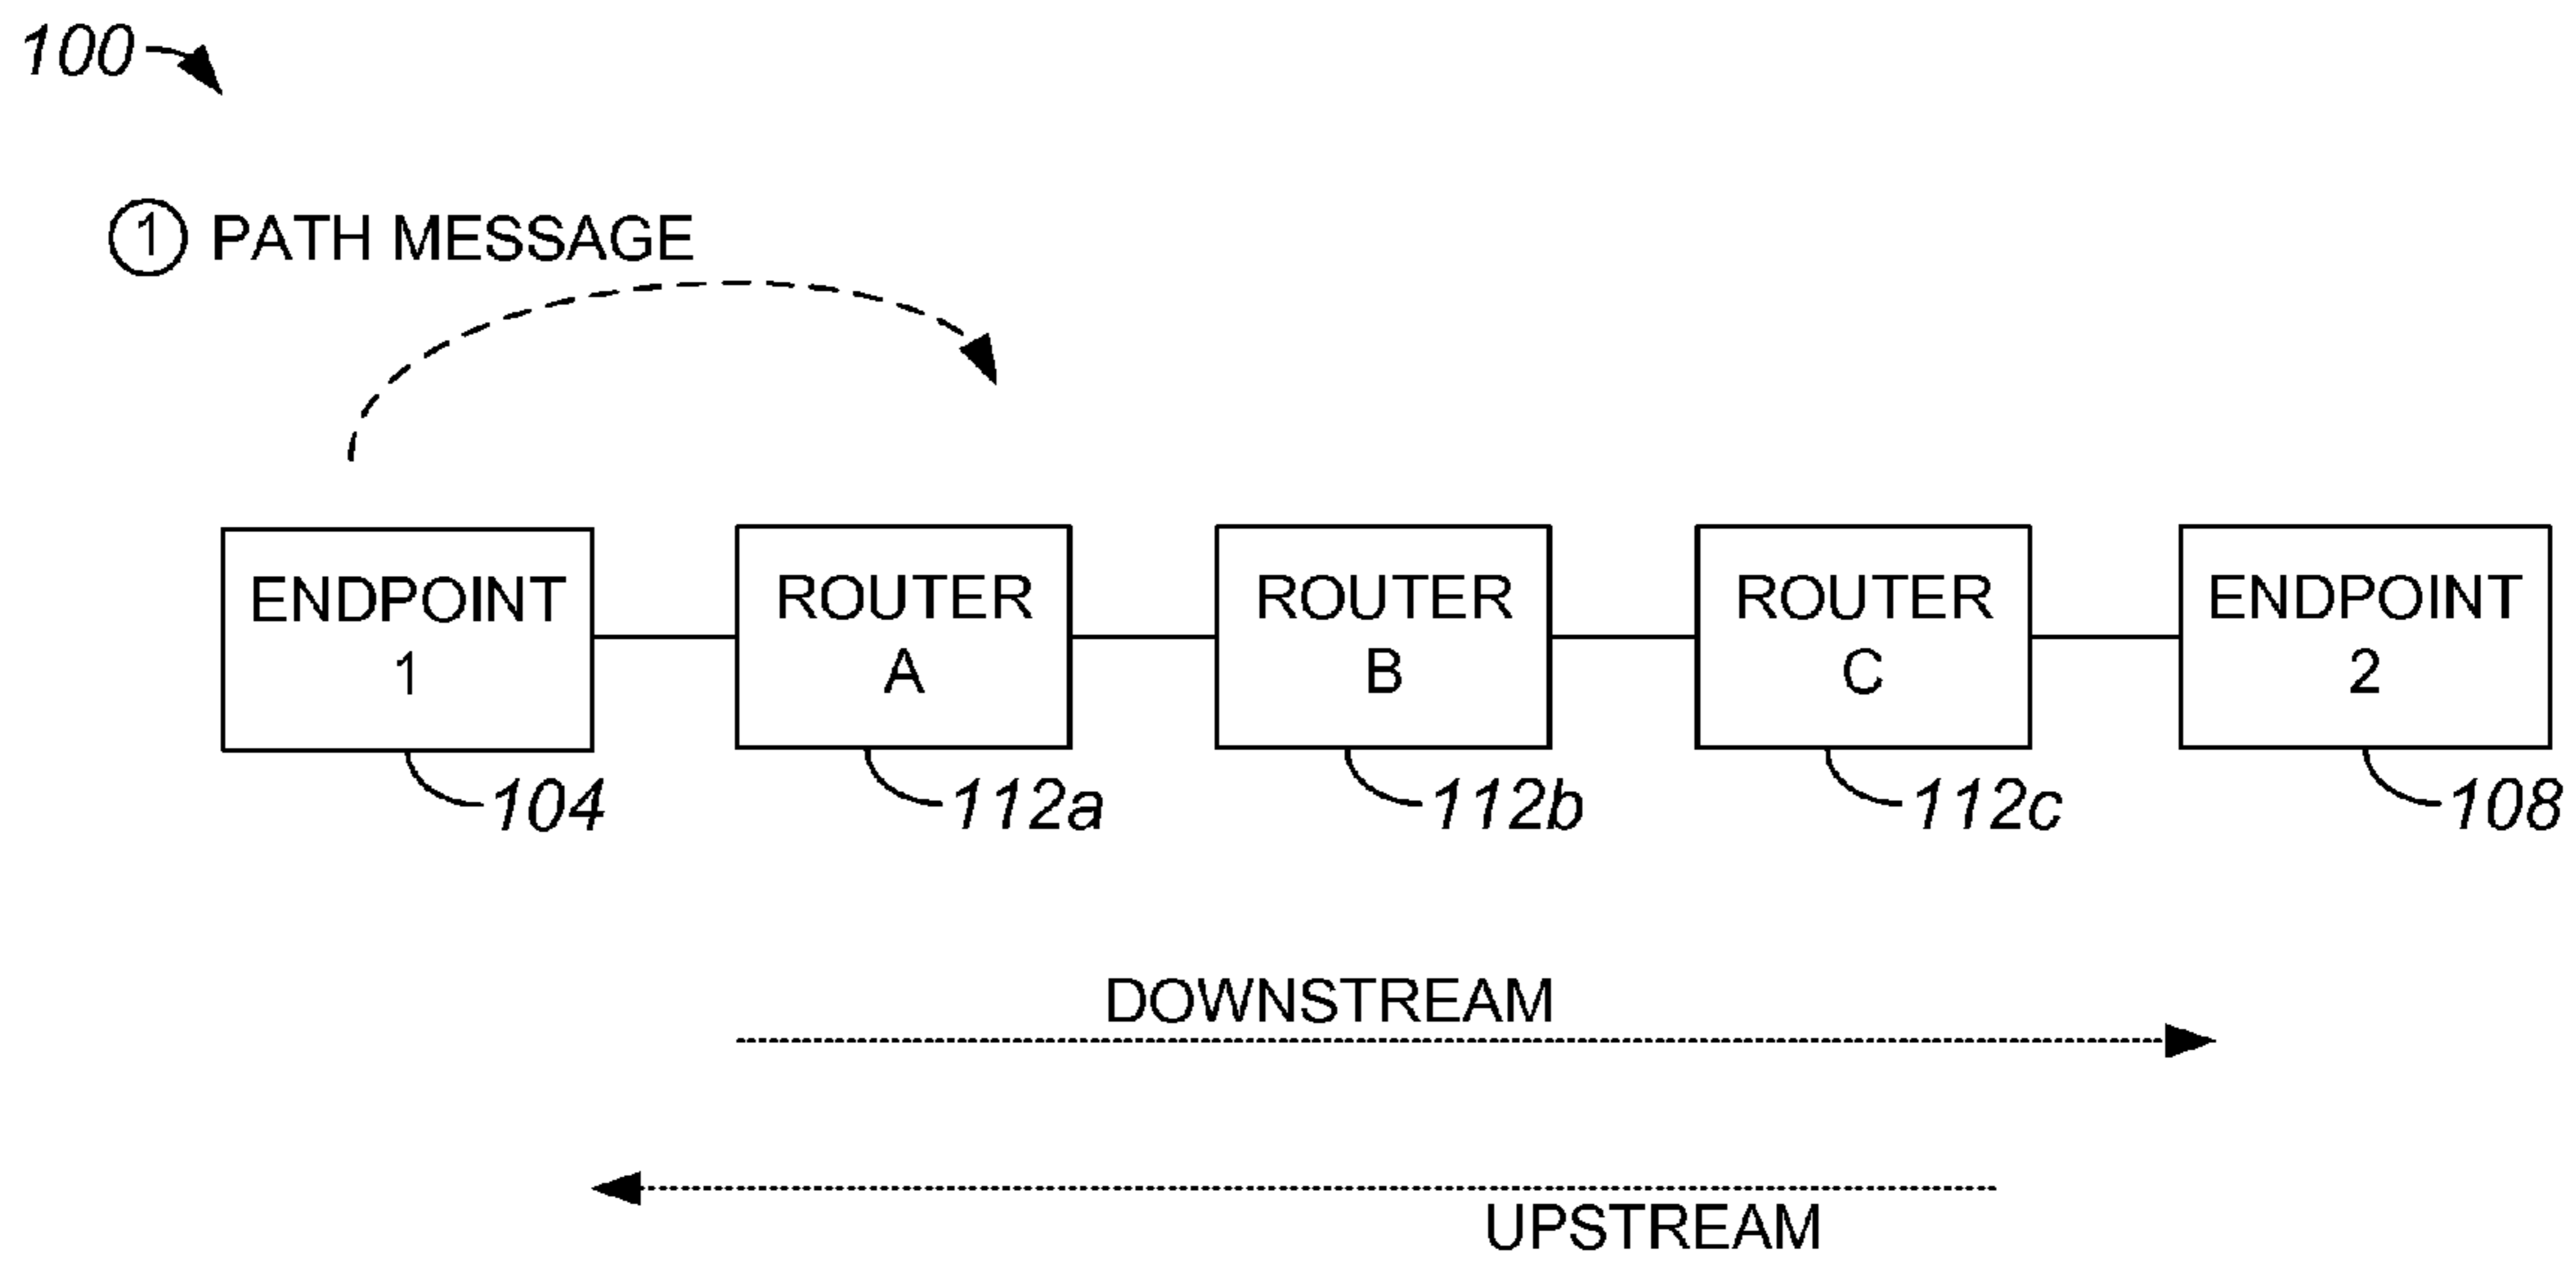 100
1 PATH MESSAGE
ENDPOINT
1
ROUTER
A
ROUTER
B
ROUTER
C
ENDPOINT
2
104
112a
112b
112c
108
DOWNSTREAM
UPSTREAM